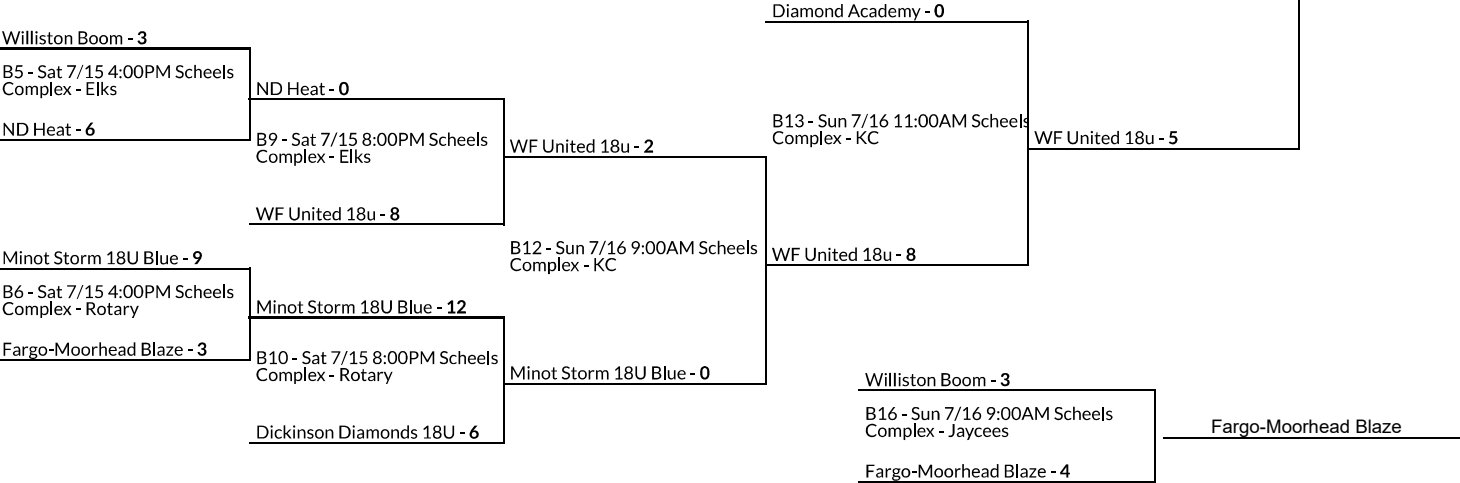 Diamond Academy - 0
Williston Boom - 3
B5 - Sat 7/15 4:00PM Scheels
Complex - Elks
ND Heat - 6
ND Heat - 0
B9 - Sat 7/15 8:00PM Scheels
Complex - Elks
WF United 18u - 8
WF United 18u - 2
B13 - Sun 7/16 11:00AM Scheels
Complex - KC
WF United 18u - 5
Minot Storm 18U Blue - 9
B6 - Sat 7/15 4:00PM Scheels
Complex - Rotary
Fargo-Moorhead Blaze - 3
B12 - Sun 7/16 9:00AM Scheels
Complex - KC
WF United 18u - 8
Minot Storm 18U Blue - 12
B10 - Sat 7/15 8:00PM Scheels
Complex - Rotary
Dickinson Diamonds 18U - 6
Minot Storm 18U Blue - 0
Williston Boom - 3
B16 - Sun 7/16 9:00AM Scheels
Complex - Jaycees
Fargo-Moorhead Blaze - 4
Fargo-Moorhead Blaze